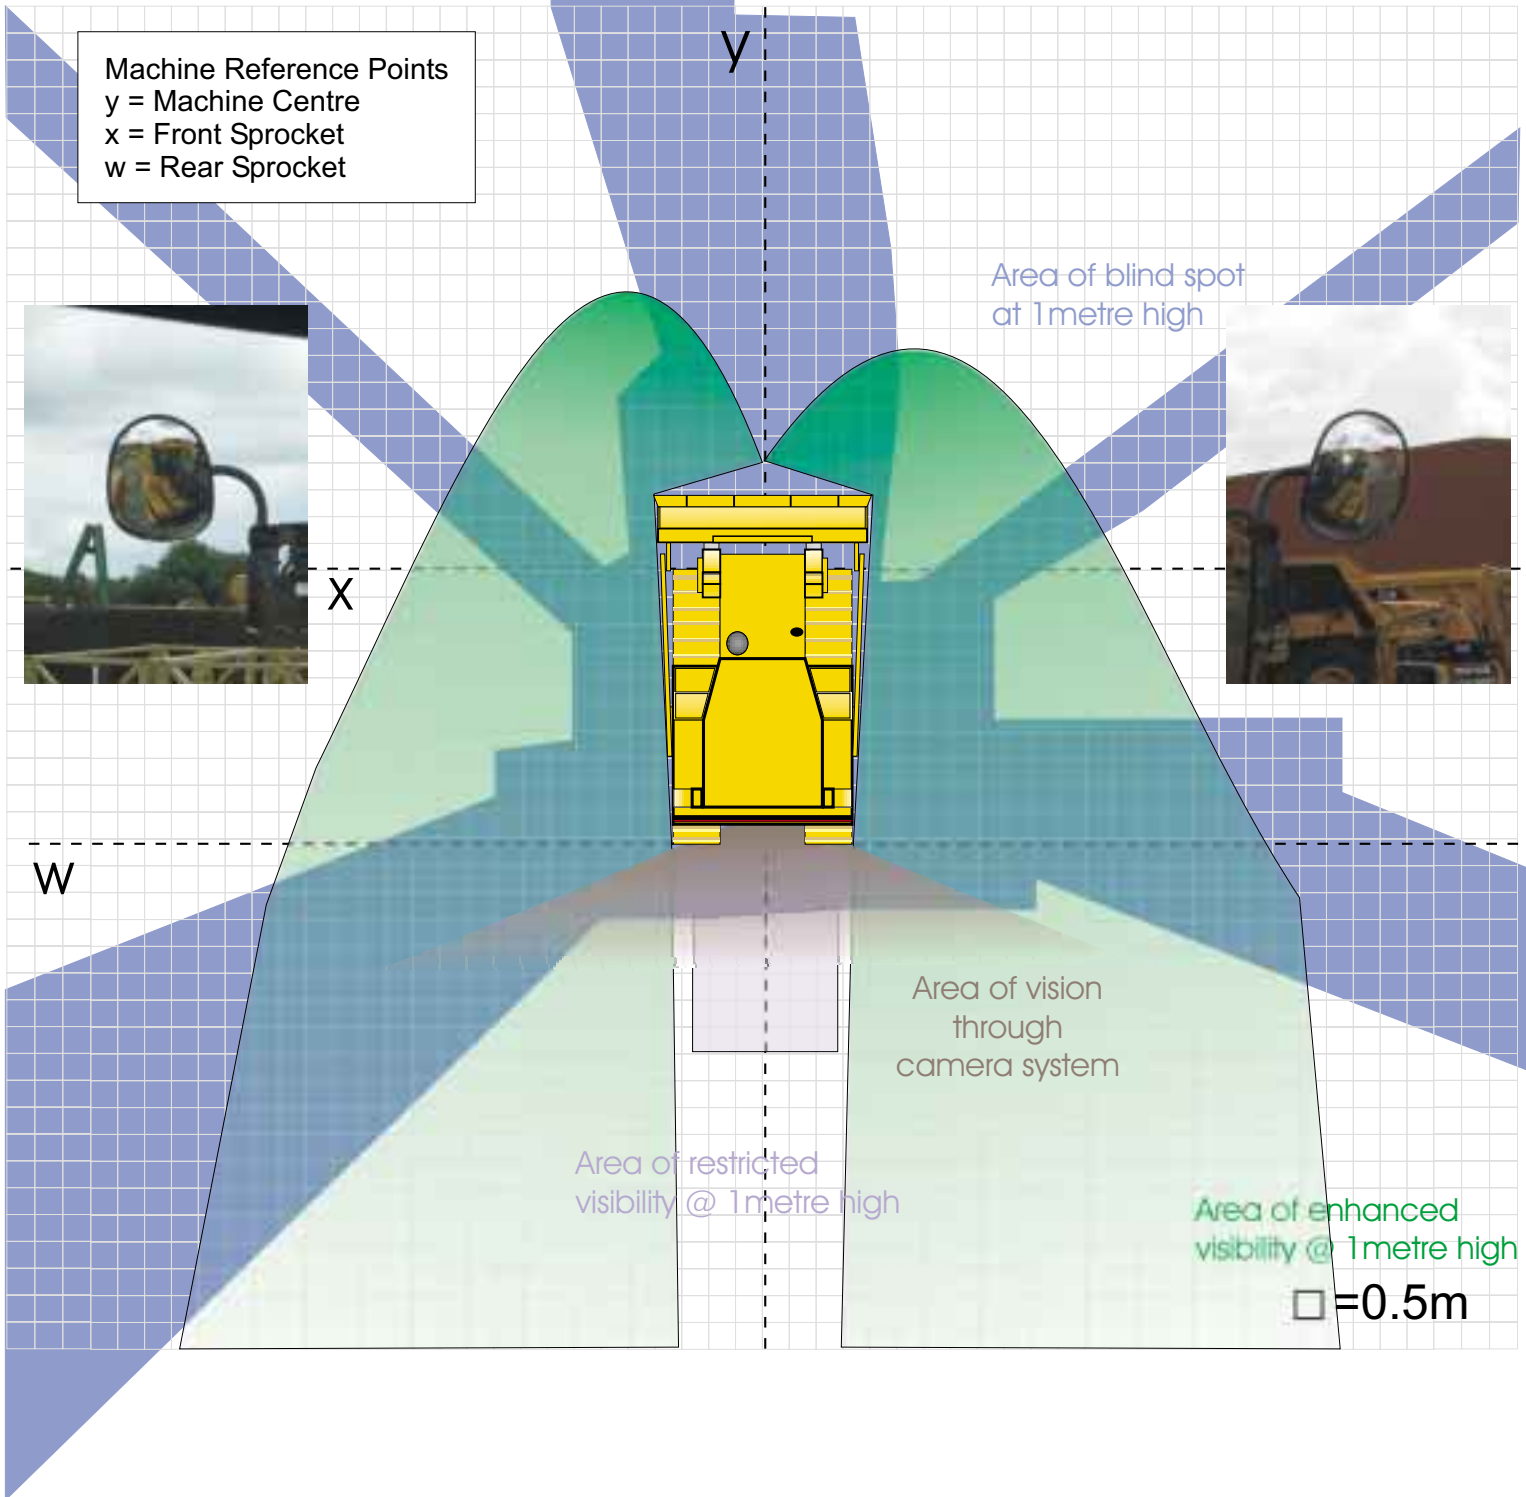 Machine Reference Points
y = Machine Centre
x = Front Sprocket
w = Rear Sprocket
y
Area of blind spot
at 1metre high
x
w
Area of vision
through
camera system
Area of restricted
visibility @ 1metre high
Area of enhanced
visibility @ 1metre high
=0.5m